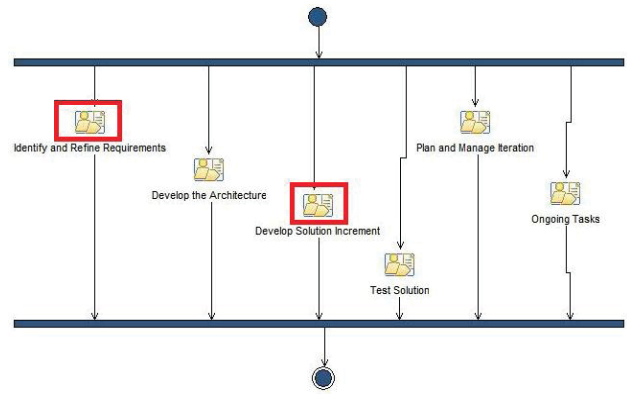 Identify and Refine Requirements
Plan and Manage Iteration
Develop the Architecture
Ongoing Tasks
Develop Solution Increment
Test Solution